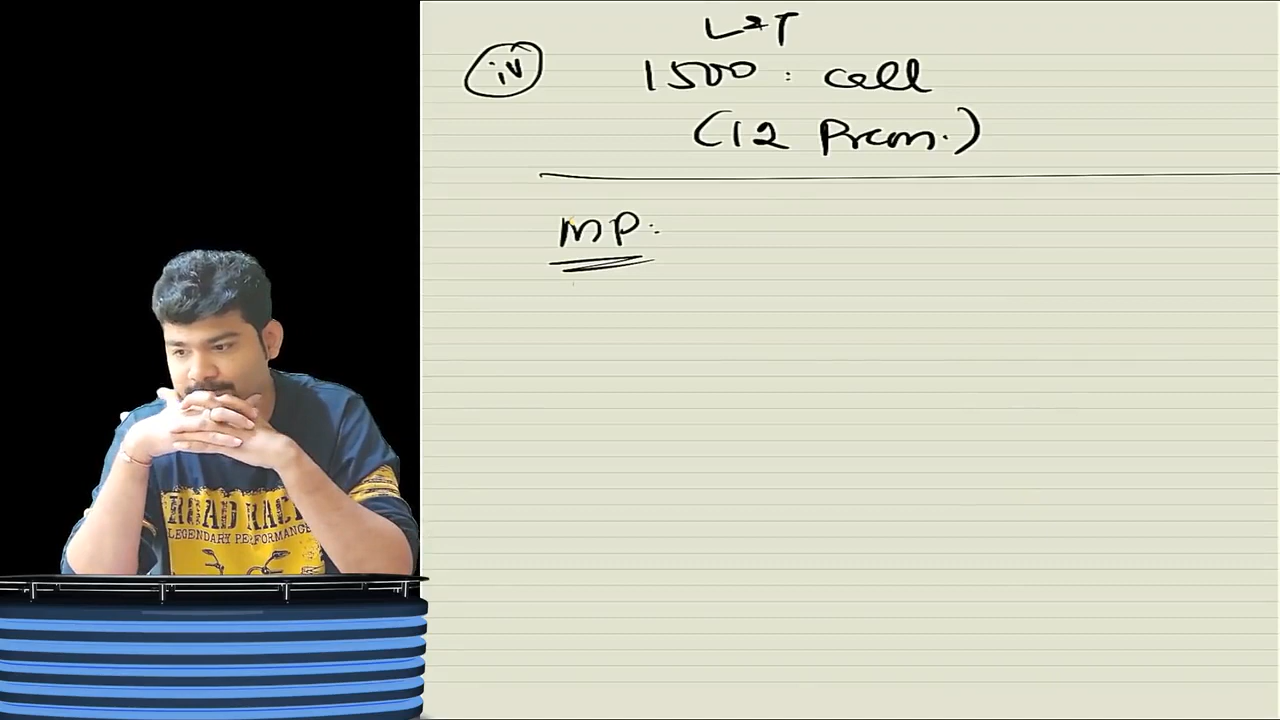 L&T
iv 1500 : call
(12 Prem.)
MP:
ROAD RACE
LEGENDARY PERFORMANCE